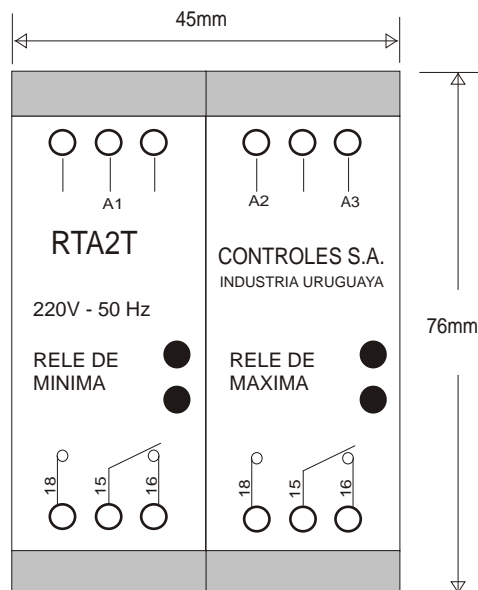 45mm
A1
A2
A3
RTA2T
CONTROLES S.A.
INDUSTRIA URUGUAYA
220V - 50 Hz
76mm
RELE DE
MINIMA
RELE DE
MAXIMA
18
15
16
18
15
16